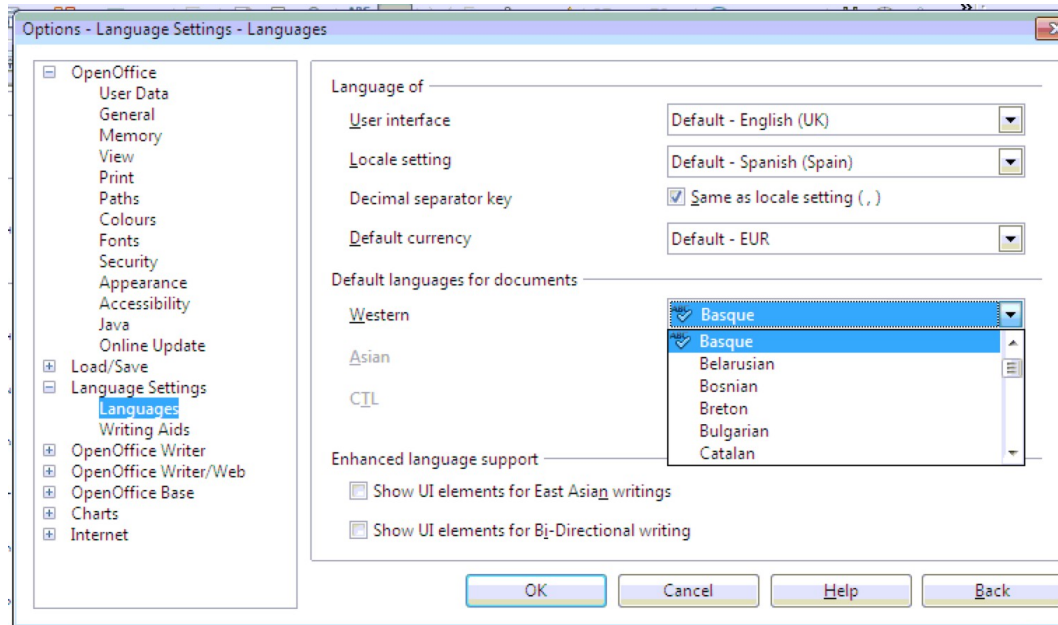 Options - Language Settings - Languages
OpenOffice
User Data
General
Memory
View
Print
Paths
Colours
Fonts
Security
Appearance
Accessibility
Java
Online Update
Load/Save
Language Settings
Languages
Writing Aids
OpenOffice Writer
OpenOffice Writer/Web
OpenOffice Base
Charts
Internet
Language of
User interface
Default - English (UK)
Locale setting
Default - Spanish (Spain)
Decimal separator key
Same as locale setting ( , )
Default currency
Default - EUR
Default languages for documents
Western
ABC Basque
ABC Basque
Belarusian
Bosnian
Breton
Bulgarian
Catalan
Asian
CTL
Enhanced language support
Show UI elements for East Asian writings
Show UI elements for Bi-Directional writing
OK
Cancel
Help
Back